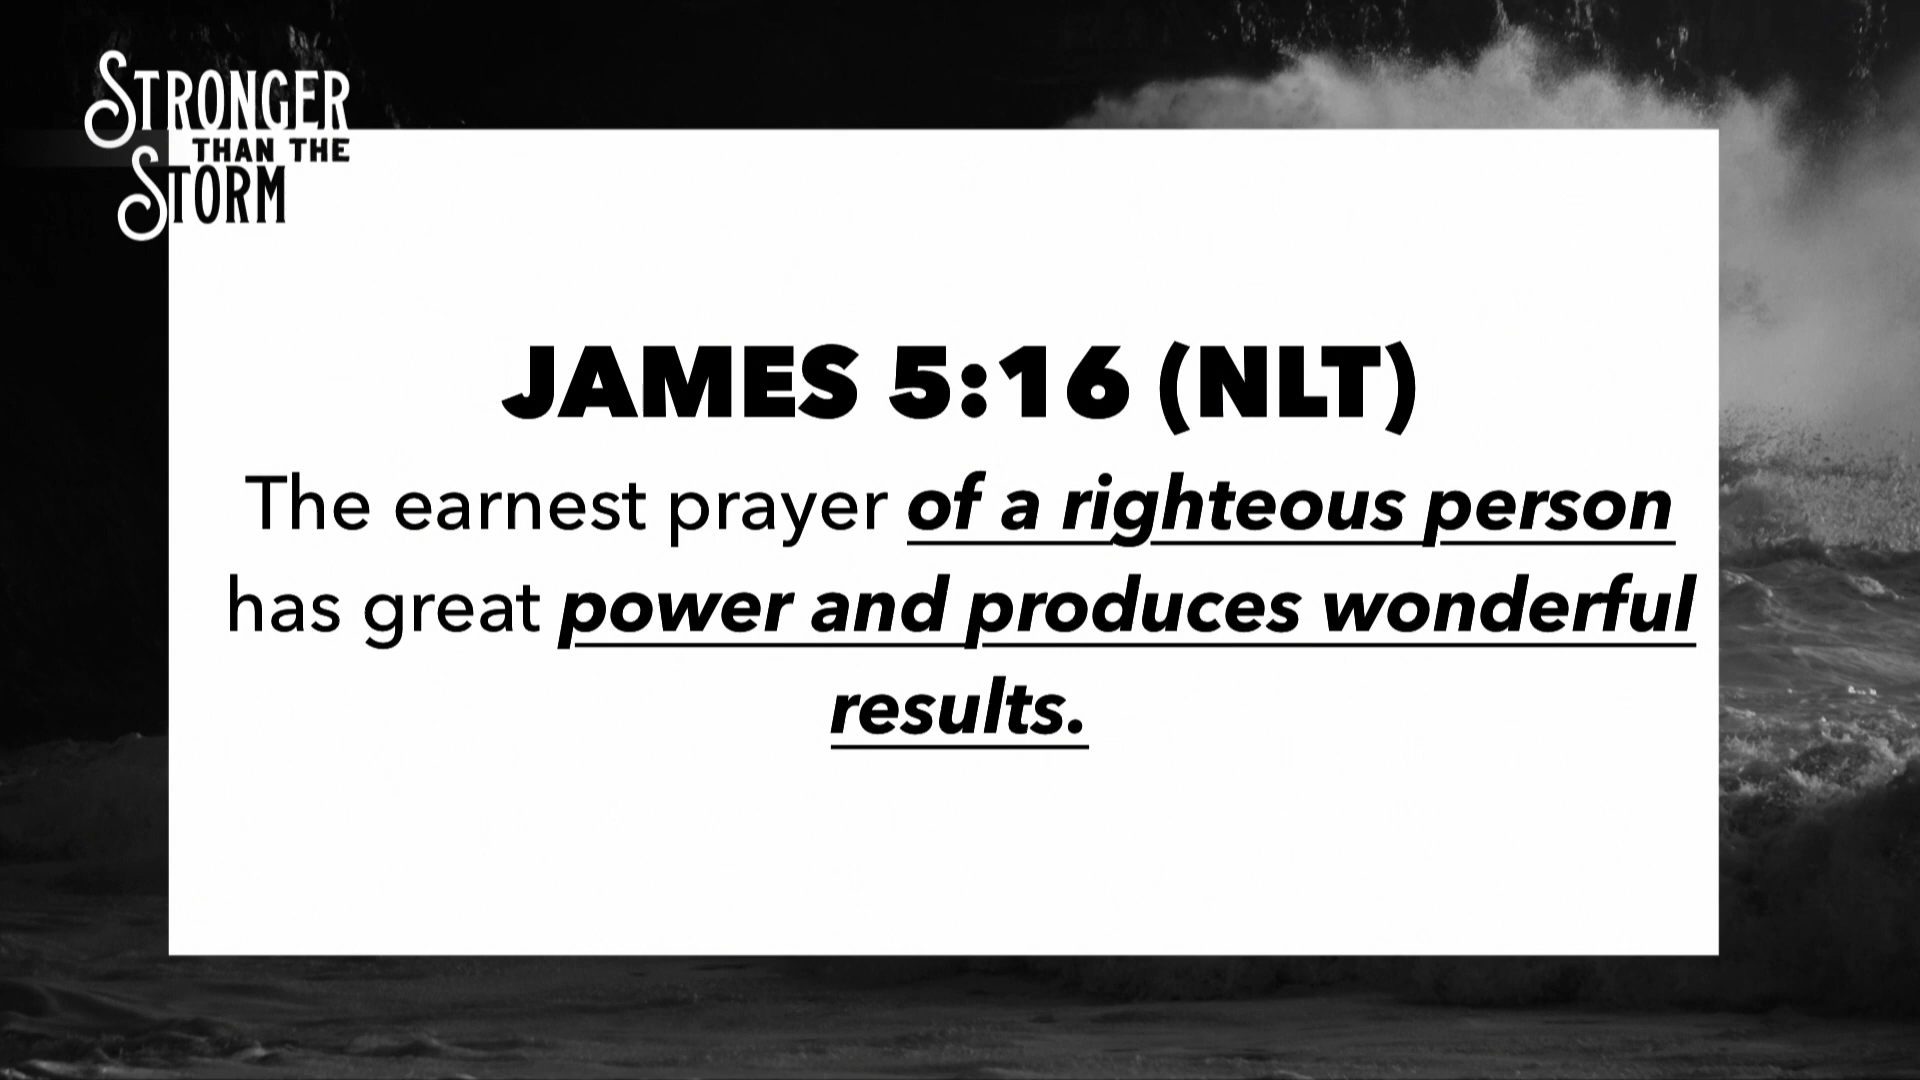 STRONGER
THAN THE
STORM
JAMES 5:16 (NLT)
The earnest prayer of a righteous person
has great power and produces wonderful
results.